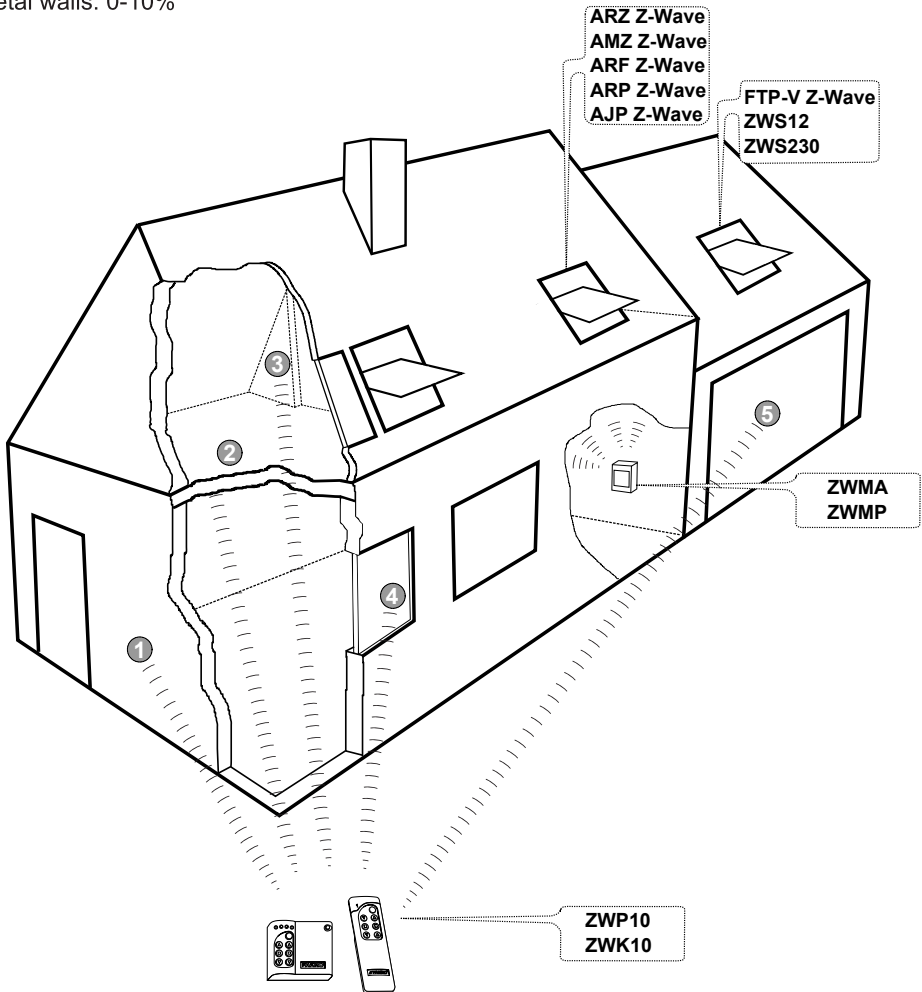 etal walls: 0-10%
ARZ Z-Wave
AMZ Z-Wave
ARF Z-Wave
ARP Z-Wave
AJP Z-Wave
FTP-V Z-Wave
ZWS12
ZWS230
3
2
5
ZWMA
ZWMP
4
1
ZWP10
ZWK10